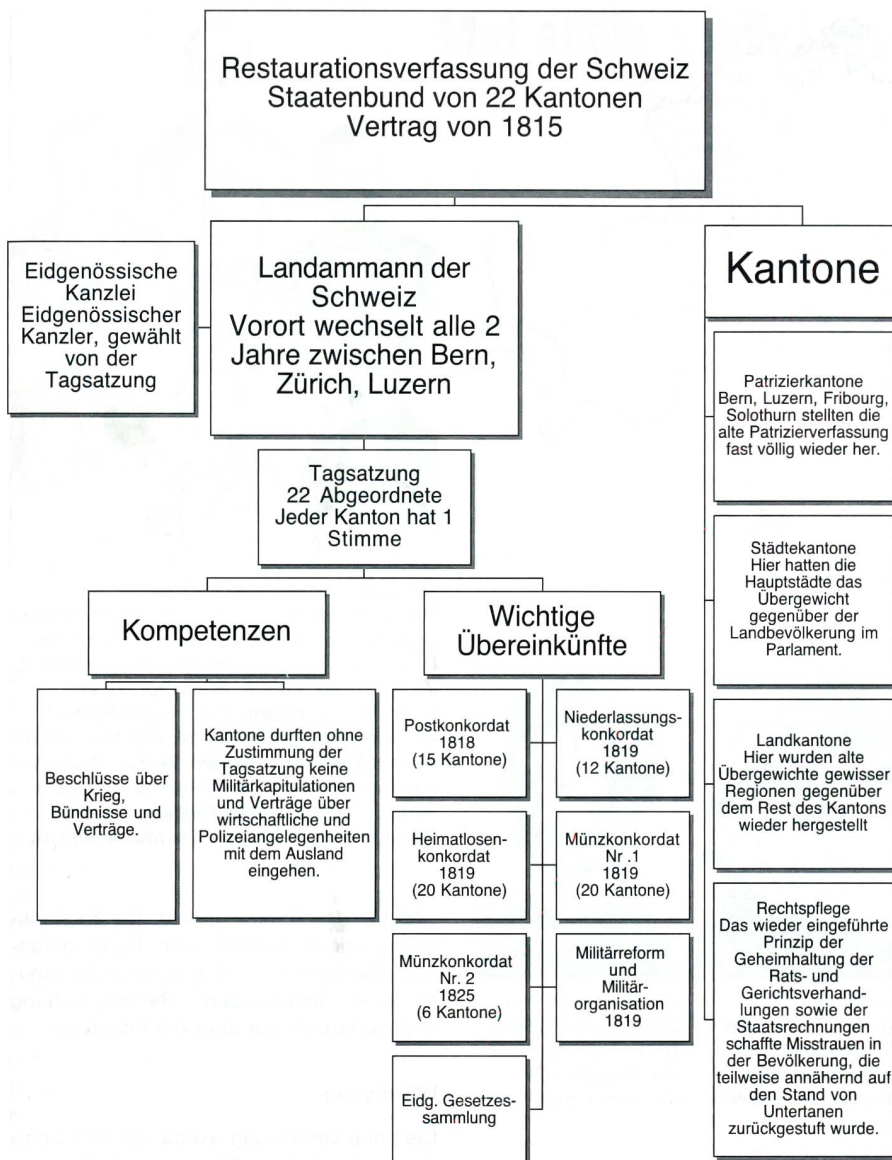 Restaurationsverfassung der Schweiz
Staatenbund von 22 Kantonen
Vertrag von 1815
Eidgenössische
Kanzlei
Eidgenössischer
Kanzler, gewählt
von der
Tagsatzung
Landammann der
Schweiz
Vorort wechselt alle 2
Jahre zwischen Bern,
Zürich, Luzern
Tagsatzung
22 Abgeordnete
Jeder Kanton hat 1
Stimme
Kompetenzen
Beschlüsse über
Krieg,
Bündnisse und
Verträge.
Kantone durften ohne
Zustimmung der
Tagsatzung keine
Militärkapitulationen
und Verträge über
wirtschaftliche und
Polizeiangelegenheiten
mit dem Ausland
eingehen.
Wichtige
Übereinkünfte
Postkonkordat
1818
(15 Kantone)
Niederlassungs-
konkordat
1819
(12 Kantone)
Heimatlosen-
konkordat
1819
(20 Kantone)
Münzkonkordat
Nr .1
1819
(20 Kantone)
Münzkonkordat
Nr. 2
1825
(6 Kantone)
Militärreform
und
Militär-
organisation
1819
Eidg. Gesetzes-
sammlung
Kantone
Patrizierkantone
Bern, Luzern, Fribourg,
Solothurn stellten die
alte Patrizierverfassung
fast völlig wieder her.
Städtekantone
Hier hatten die
Hauptstädte das
Übergewicht
gegenüber der
Landbevölkerung im
Parlament.
Landkantone
Hier wurden alte
Übergewichte gewisser
Regionen gegenüber
dem Rest des Kantons
wieder hergestellt
Rechtspflege
Das wieder eingeführte
Prinzip der
Geheimhaltung der
Rats- und
Gerichtsverhand-
lungen sowie der
Staatsrechnungen
schaffte Misstrauen in
der Bevölkerung, die
teilweise annähernd auf
den Stand von
Untertanen
zurückgestuft wurde.